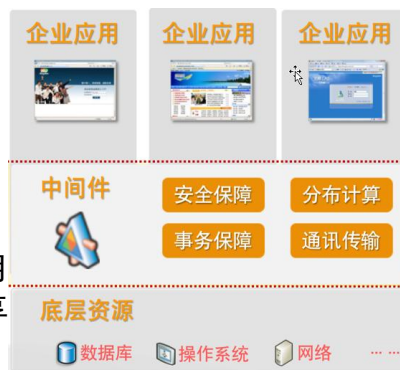 企业应用 企业应用 企业应用
中间件 安全保障 分布计算
事务保障 通讯传输
底层资源
数据库 操作系统 网络 … …